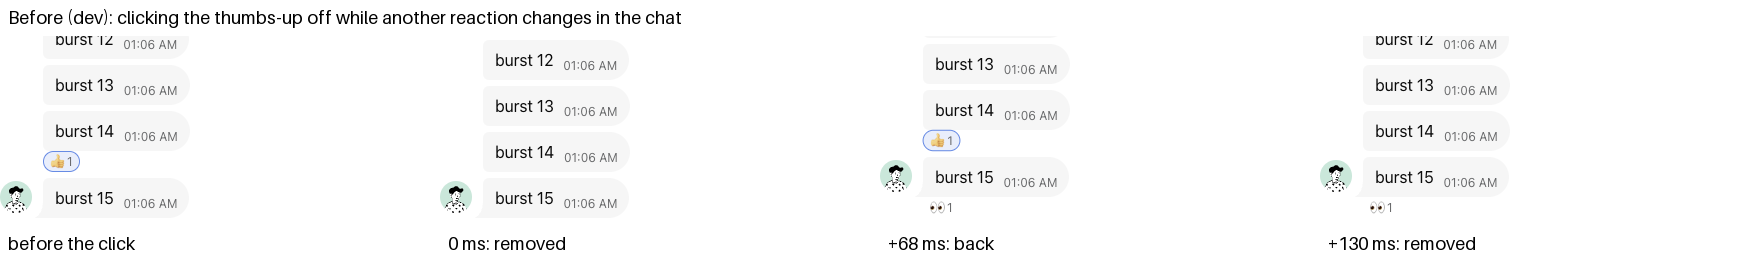 Before (dev): clicking the thumbs-up off while another reaction changes in the chat
burst 12 01:06 AM
burst 13 01:06 AM
burst 14 01:06 AM
👍 1
burst 15 01:06 AM
before the click
burst 12 01:06 AM
burst 13 01:06 AM
burst 14 01:06 AM
burst 15 01:06 AM
0 ms: removed
burst 13 01:06 AM
burst 14 01:06 AM
👍 1
burst 15 01:06 AM
👀 1
+68 ms: back
burst 12 01:06 AM
burst 13 01:06 AM
burst 14 01:06 AM
burst 15 01:06 AM
👀 1
+130 ms: removed